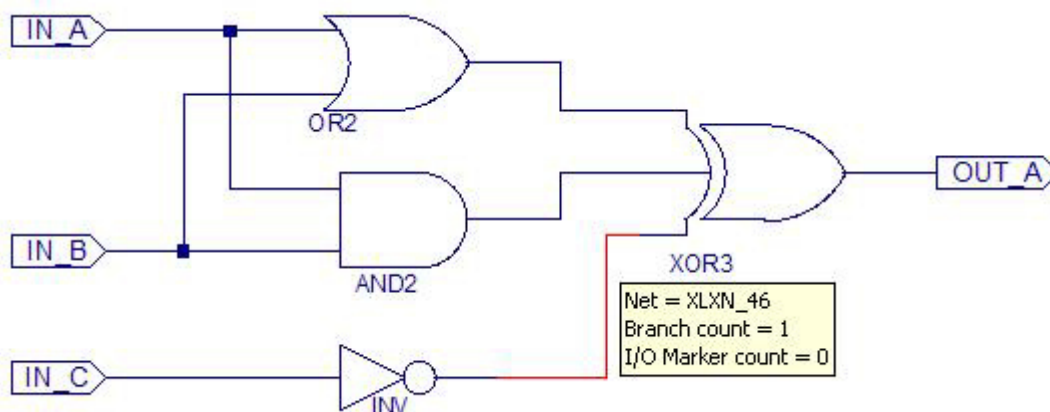 IN_A
OR2
IN_B
AND2
OUT_A
XOR3
Net = XLXN_46
Branch count = 1
I/O Marker count = 0
IN_C
INV